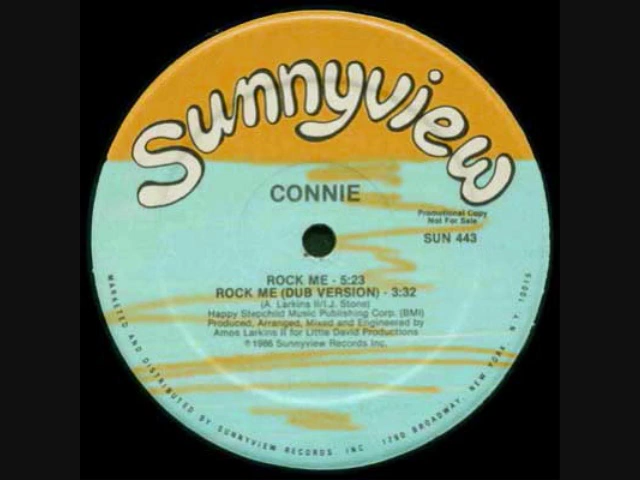 Sunnyview
CONNIE
Promotional Copy
Not For Sale
SUN 443
ROCK ME - 5:23
ROCK ME (DUB VERSION) - 3:32
(A. Larkins II/I.J. Stone)
Happy Stepchild Music Publishing Corp. (BMI)
Produced, Arranged, Mixed and Engineered by
Amos Larkins II for Little David Productions
℗ 1986 Sunnyview Records Inc.
MARKETED AND DISTRIBUTED BY SUNNYVIEW RECORDS, INC. 1790 BROADWAY, NEW YORK, N.Y. 10019